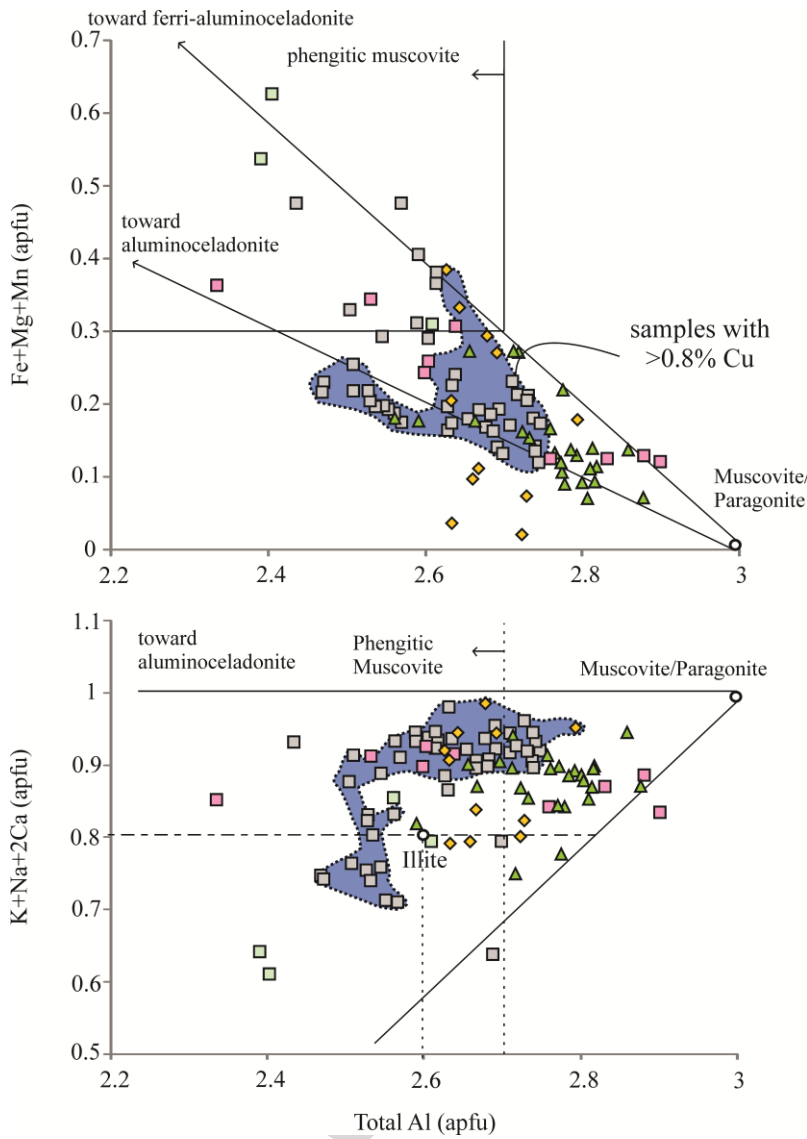 toward ferri-aluminoceladonite
0.7
phengitic muscovite
0.6
0.5
toward
aluminoceladonite
0.4
0.3
samples with
>0.8% Cu
0.2
0.1
Muscovite/
Paragonite
0
Fe+Mg+Mn (apfu)
2.2
2.4
2.6
2.8
3
1.1
toward
aluminoceladonite
Phengitic
Muscovite
Muscovite/Paragonite
1
0.9
0.8
Illite
0.7
0.6
0.5
K+Na+2Ca (apfu)
2.2
2.4
2.6
2.8
3
Total Al (apfu)